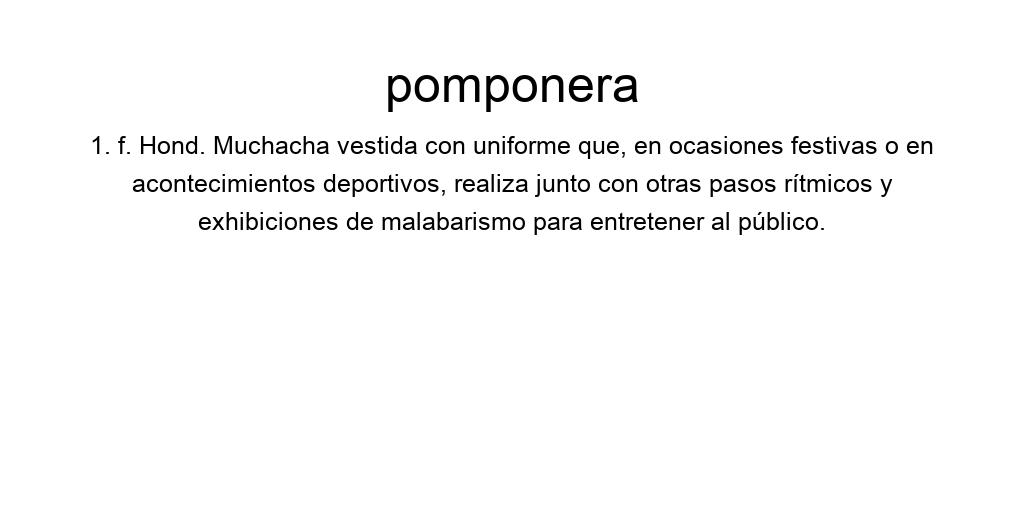 pomponera
1. f. Hond. Muchacha vestida con uniforme que, en ocasiones festivas o en
acontecimientos deportivos, realiza junto con otras pasos rítmicos y
exhibiciones de malabarismo para entretener al público.